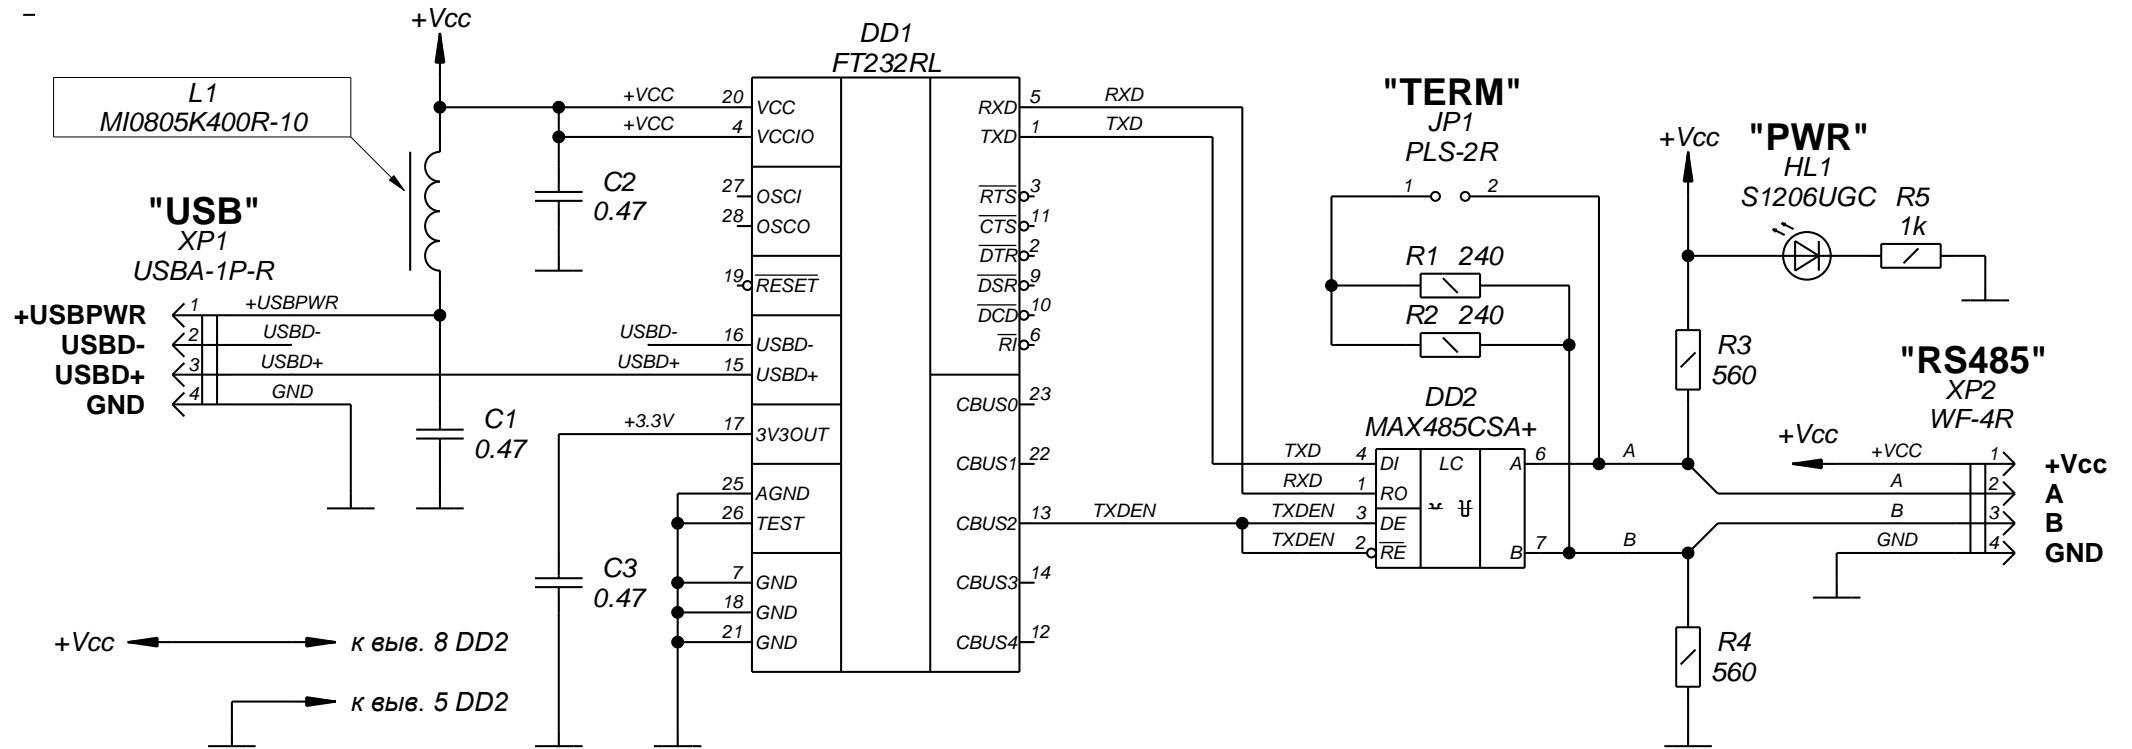 +Vcc
L1
MI0805K400R-10
"USB"
XP1
USBA-1P-R
+USBPWR 1 +USBPWR
USBD- 2 USBD-
USBD+ 3 USBD+
GND 4 GND
C1
0.47
C2
0.47
C3
0.47
DD1
FT232RL
+VCC 20 VCC
+VCC 4 VCCIO
27 OSCI
28 OSCO
19 RESET
USBD- 16 USBD-
USBD+ 15 USBD+
+3.3V 17 3V3OUT
25 AGND
26 TEST
7 GND
18 GND
21 GND
RXD 5 RXD
TXD 1 TXD
RTS 3
CTS 11
DTR 2
DSR 9
DCD 10
RI 6
CBUS0 23
CBUS1 22
CBUS2 13 TXDEN
CBUS3 14
CBUS4 12
"TERM"
JP1
PLS-2R
1 2
R1 240
R2 240
DD2
MAX485CSA+
TXD 4 DI LC A 6 A
RXD 1 RO
TXDEN 3 DE
TXDEN 2 RE B 7 B
+Vcc
"PWR"
HL1
S1206UGC
R5
1k
R3
560
R4
560
"RS485"
XP2
WF-4R
+Vcc
+VCC 1 +Vcc
A 2 A
B 3 B
GND 4 GND
+Vcc к выв. 8 DD2
к выв. 5 DD2